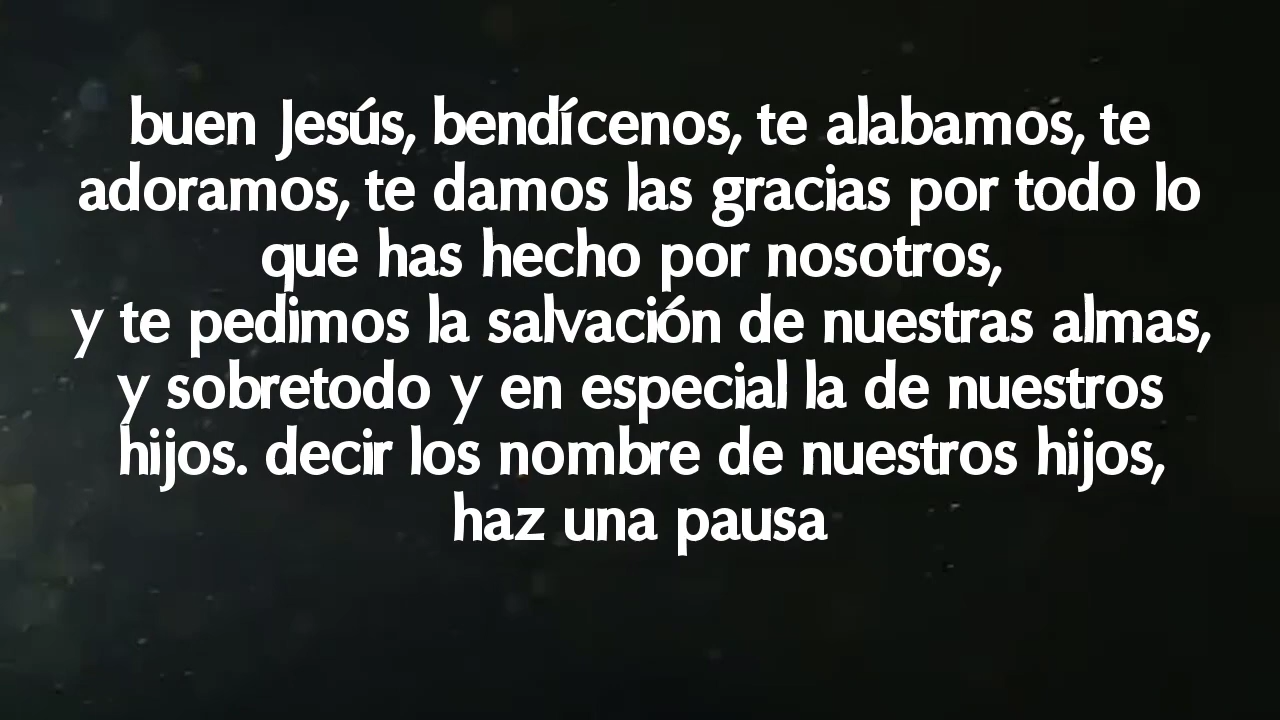 buen Jesús, bendícenos, te alabamos, te
adoramos, te damos las gracias por todo lo
que has hecho por nosotros,
y te pedimos la salvación de nuestras almas,
y sobretodo y en especial la de nuestros
hijos. decir los nombre de nuestros hijos,
haz una pausa